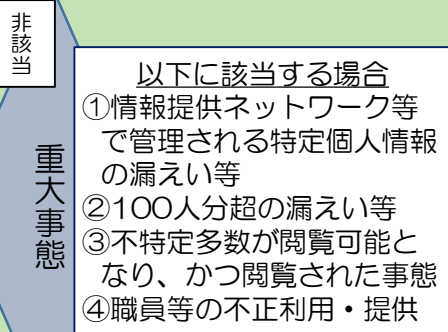 非該当
重大事態
以下に該当する場合
①情報提供ネットワーク等
で管理される特定個人情報
の漏えい等
②100人分超の漏えい等
③不特定多数が閲覧可能と
なり、かつ閲覧された事態
④職員等の不正利用・提供